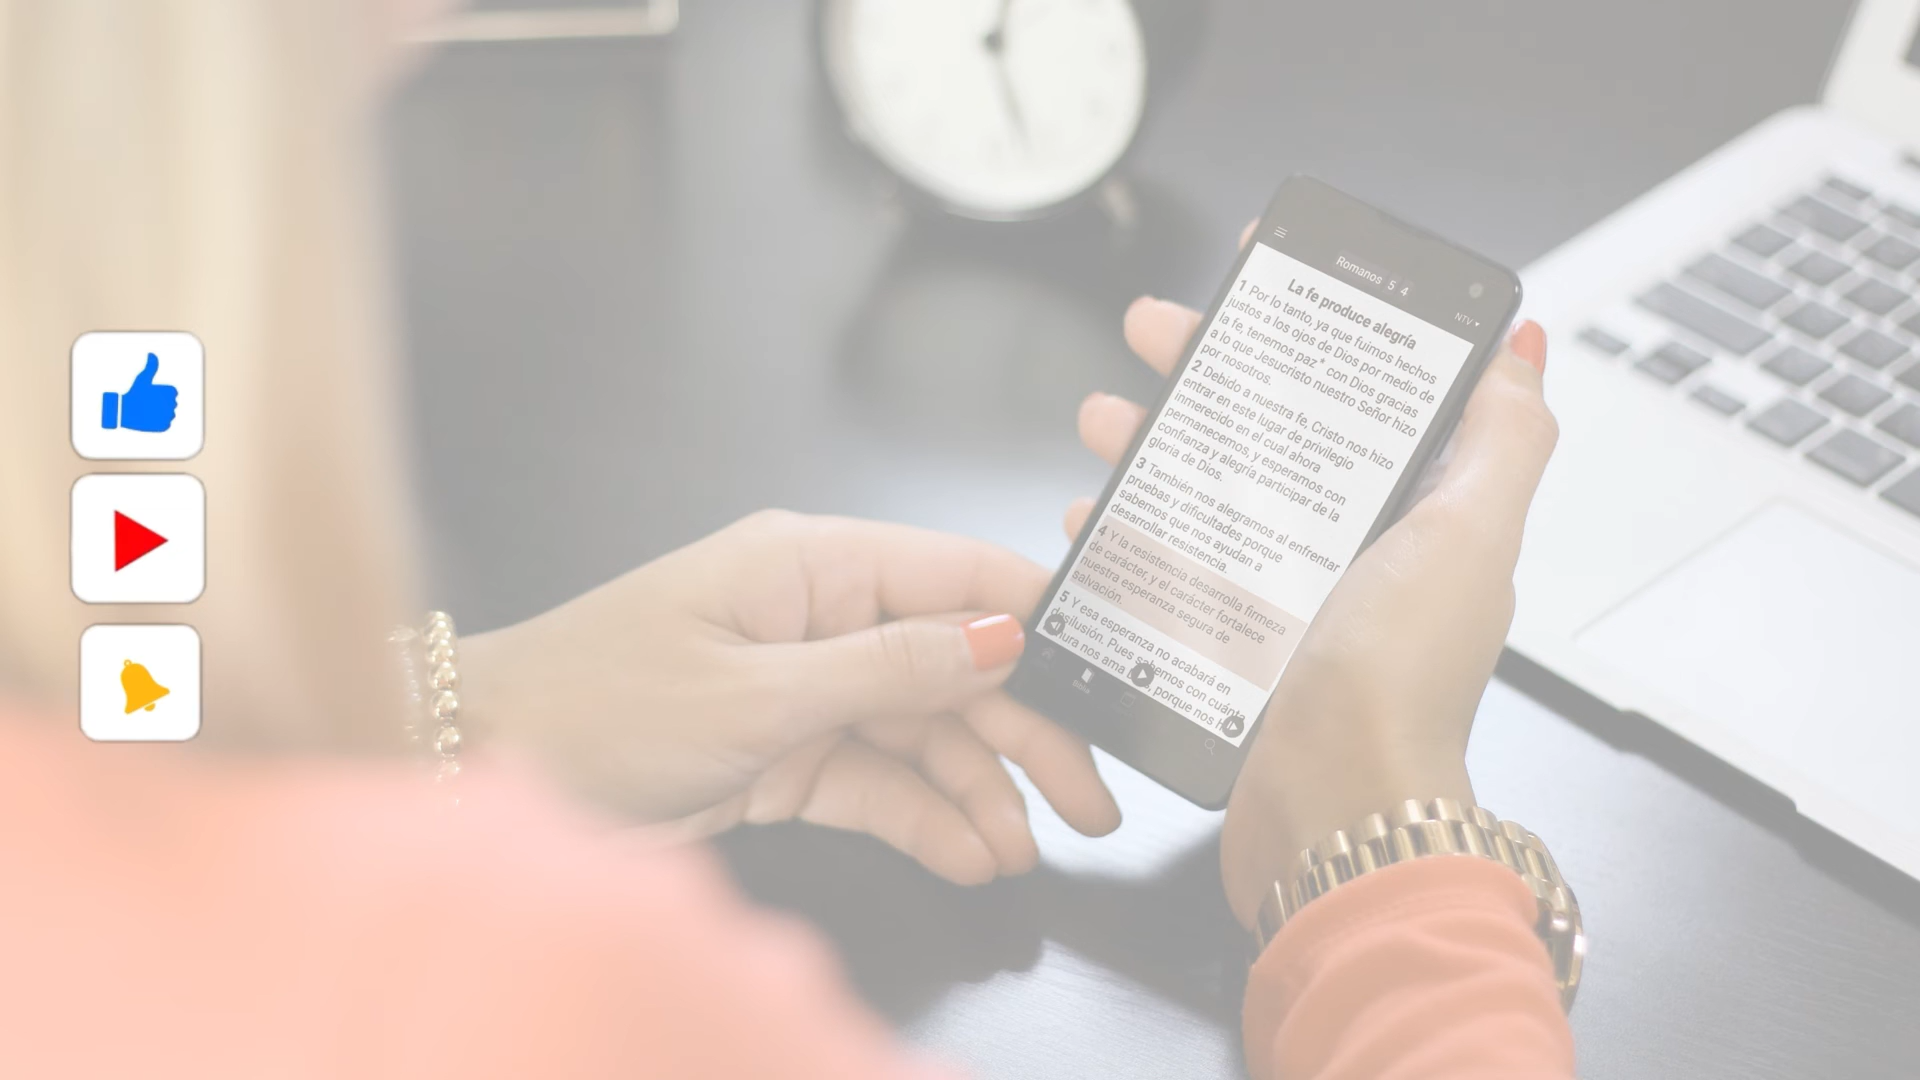 Romanos 5 4
NTV
La fe produce alegría
1 Por lo tanto, ya que fuimos hechos
justos a los ojos de Dios por medio de
la fe, tenemos paz* con Dios gracias
a lo que Jesucristo nuestro Señor hizo
por nosotros.
2 Debido a nuestra fe, Cristo nos hizo
entrar en este lugar de privilegio
inmerecido en el cual ahora
permanecemos, y esperamos con
confianza y alegría participar de la
gloria de Dios.
3 También nos alegramos al enfrentar
pruebas y dificultades porque
sabemos que nos ayudan a
desarrollar resistencia.
4 Y la resistencia desarrolla firmeza
de carácter, y el carácter fortalece
nuestra esperanza segura de
salvación.
5 Y esa esperanza no acabará en
desilusión. Pues sabemos con cuánta
nos ama porque nos